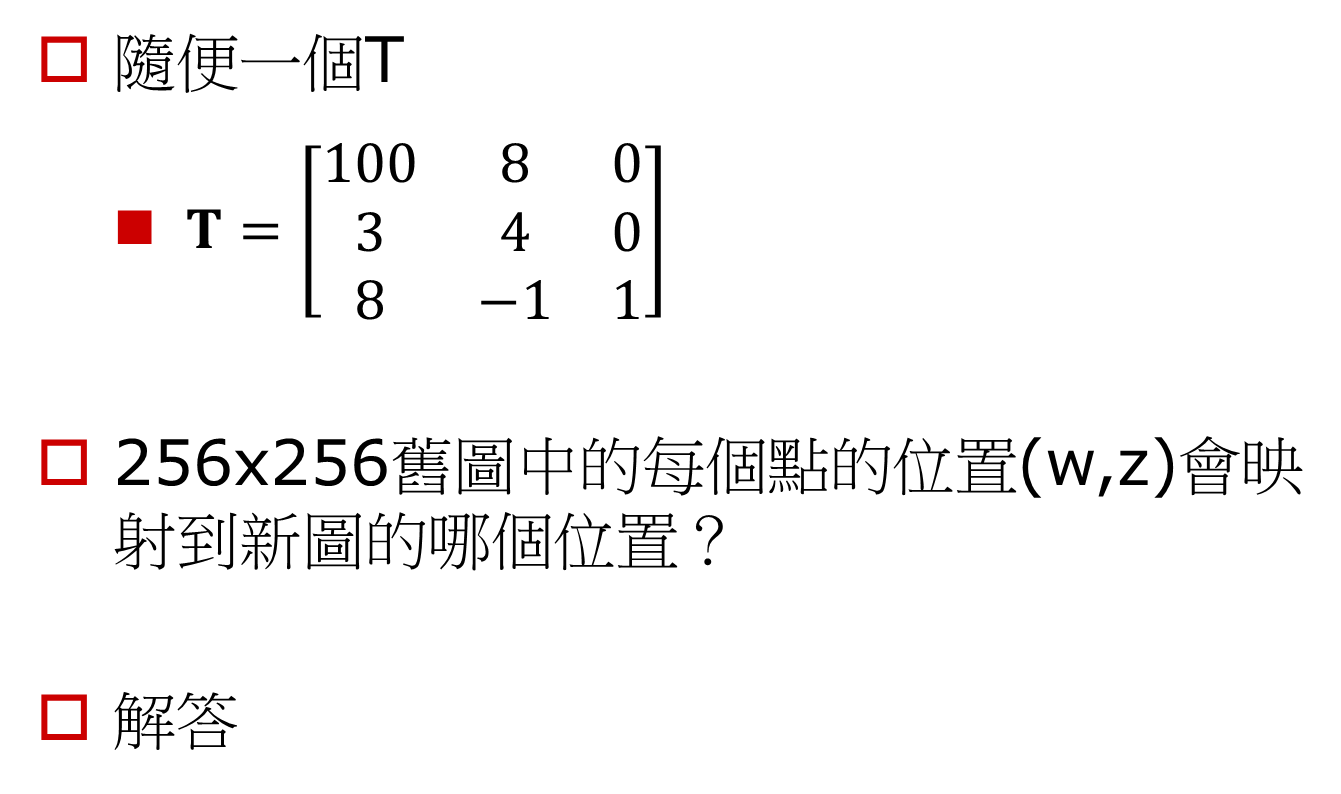 隨便一個T
T = [100 8 0
3 4 0
8 −1 1]
256x256舊圖中的每個點的位置(w,z)會映
射到新圖的哪個位置？
解答